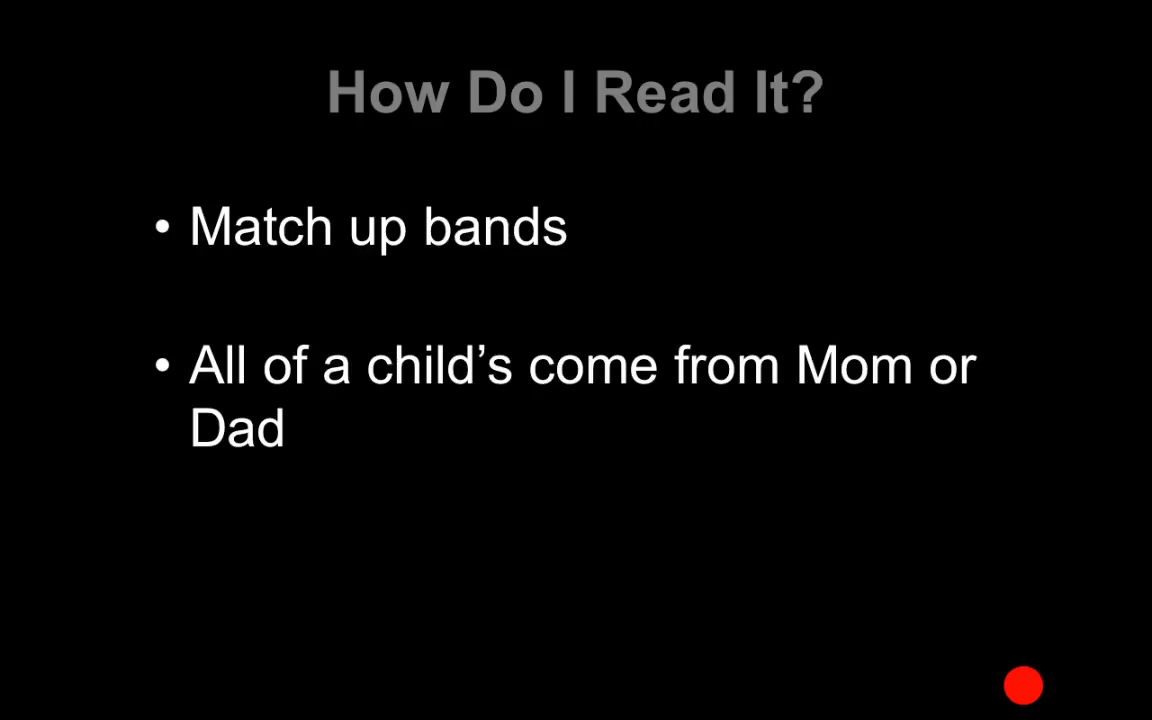 How Do I Read It?
• Match up bands
• All of a child’s come from Mom or
Dad